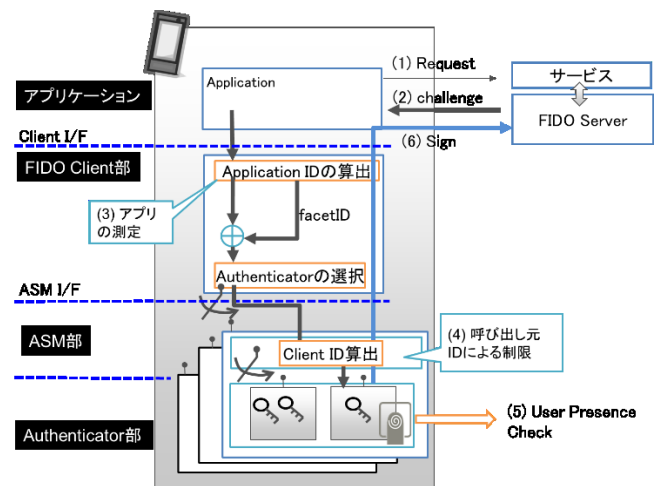 (1) Request
サービス
Application
アプリケーション
(2) challenge
FIDO Server
Client I/F
(6) Sign
FIDO Client部
Application IDの算出
(3) アプリ
の測定
facetID
Authenticatorの選択
ASM I/F
ASM部
Client ID算出
(4) 呼び出し元
IDによる制限
(5) User Presence
Check
Authenticator部